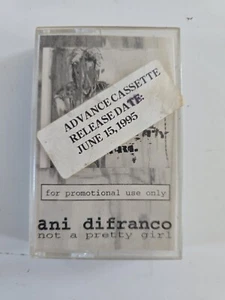 ADVANCE CASSETTE
RELEASE DATE:
JUNE 15, 1995
for promotional use only
ani difranco
not a pretty girl